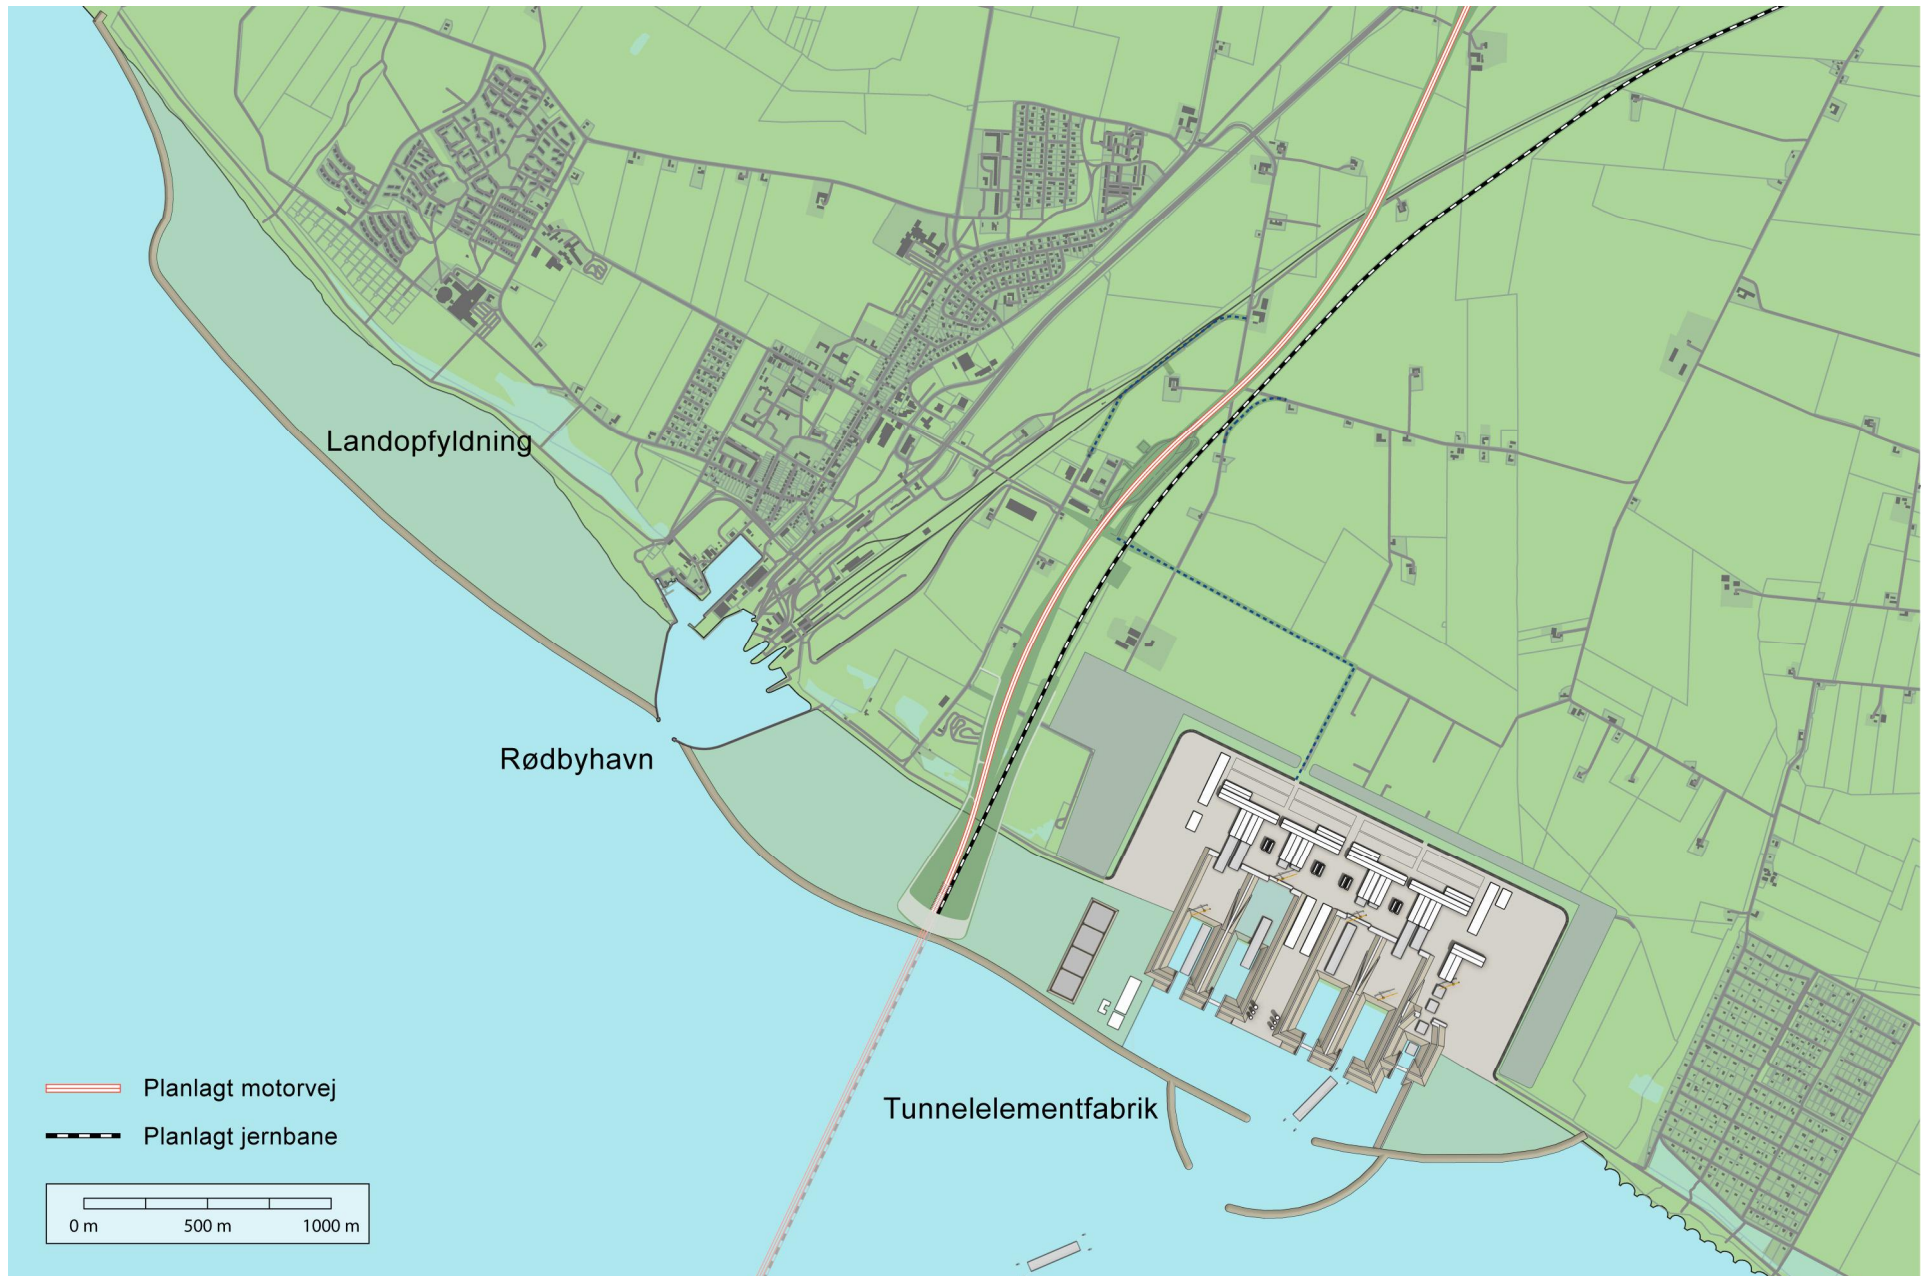 Landopfyldning
Rødbyhavn
Tunnelelementfabrik
Planlagt motorvej
Planlagt jernbane
0 m 500 m 1000 m